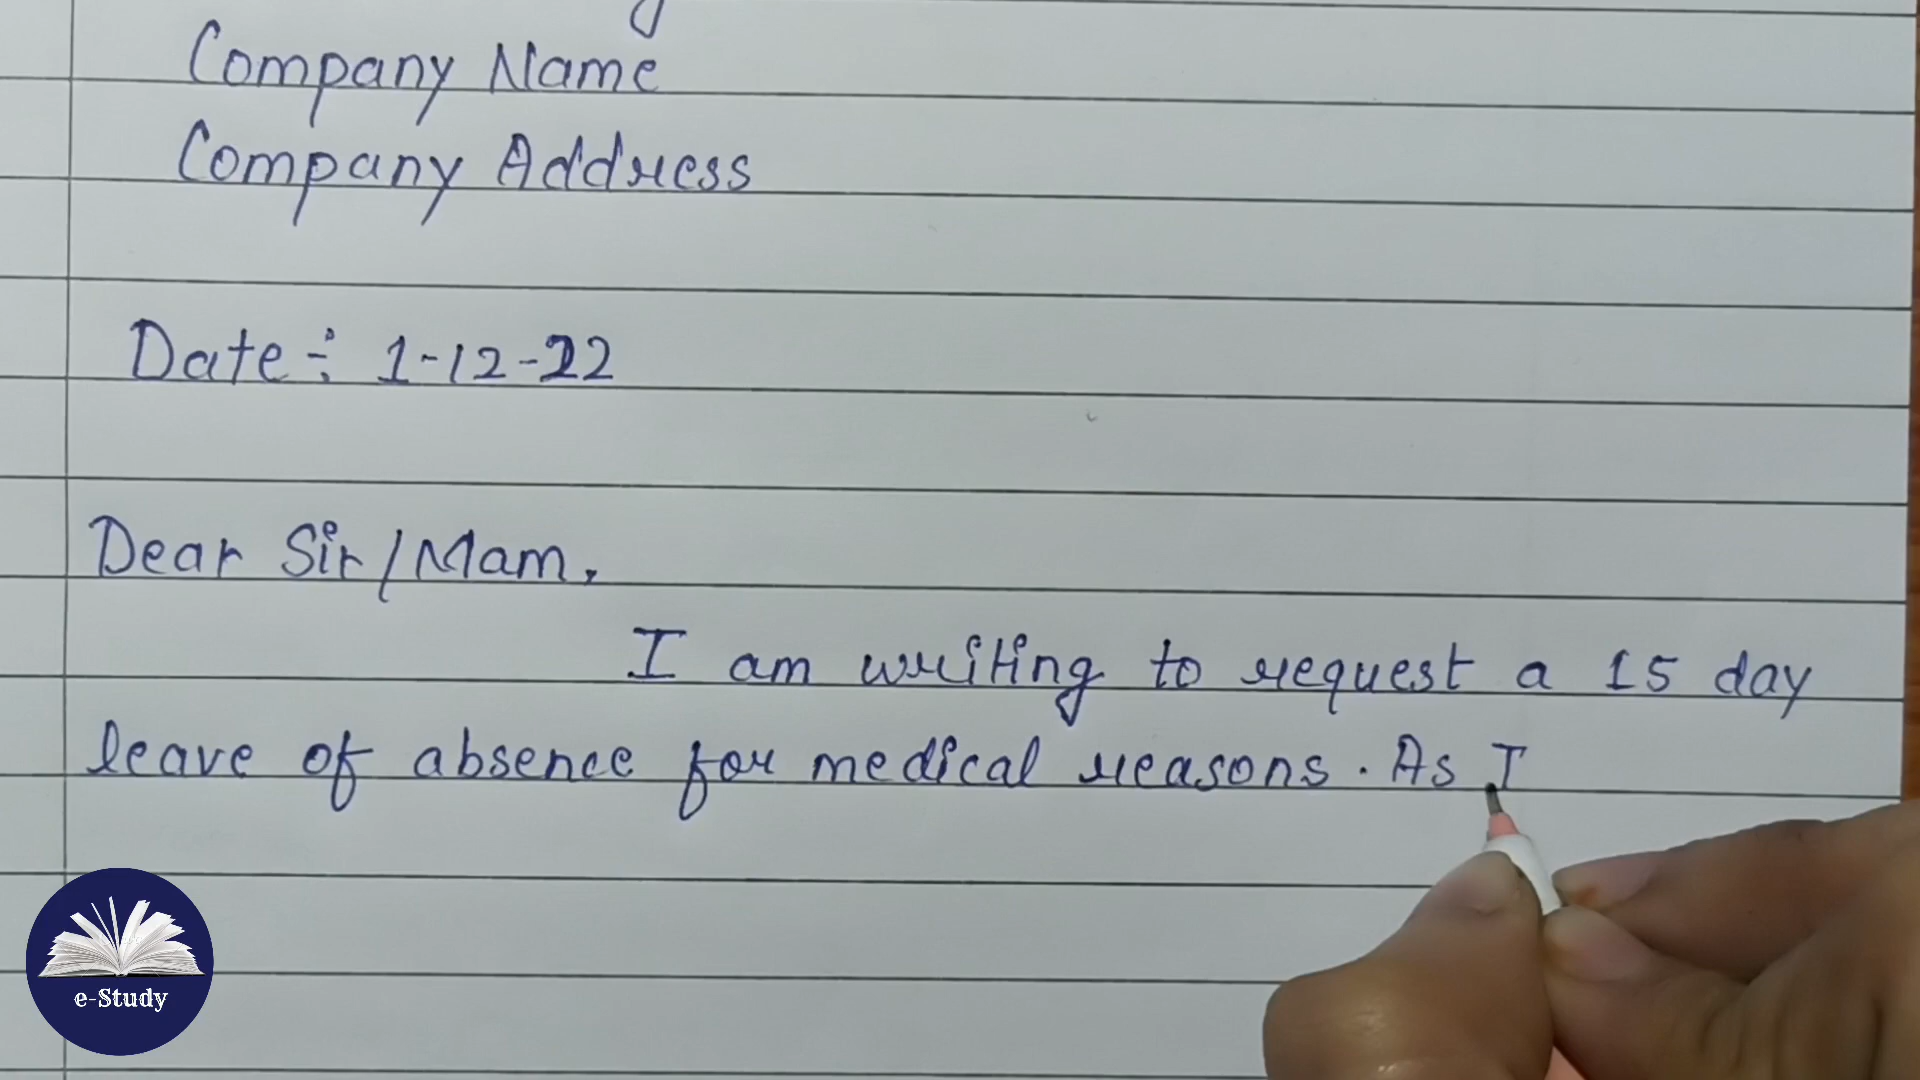 Company Name
Company Address
Date : 1-12-22
Dear Sir/Mam,
I am writing to request a 15 day
leave of absence for medical reasons. As I
e-Study